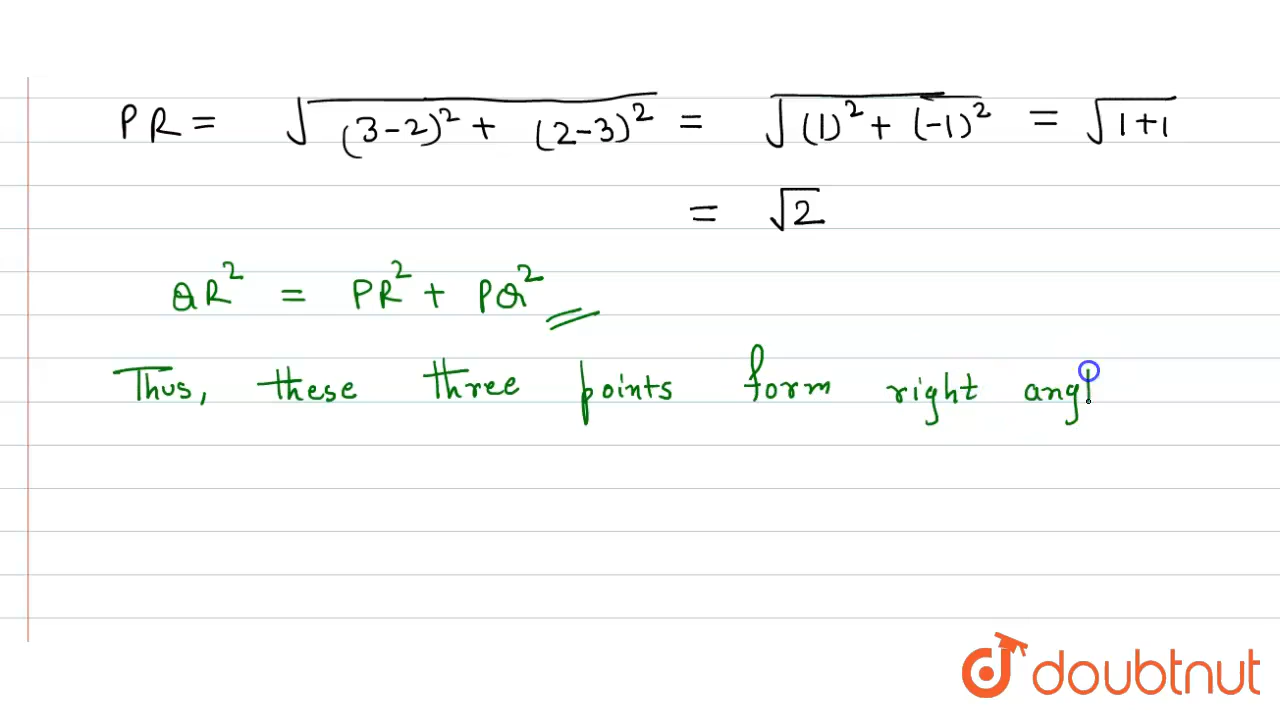 PR = √(3-2)² + (2-3)² = √(1)² + (-1)² = √1+1
= √2
QR² = PR² + PQ²
Thus, these three points form right angl
doubtnut